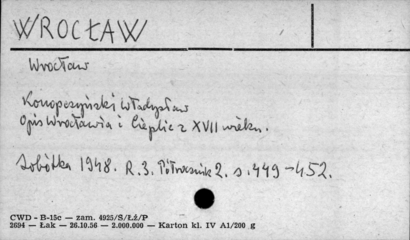 WROCŁAW
Wrocław
Konopczyński Władysław
Opis Wrocławia i Cieplic z XVII wieku.
Sobótka 1948. R.3. Półrocznik 2. s.449-452.
CWD - B-15c — zam. 4925/S/Łż/P
2694 — Łak — 26.10.56 — 2.000.000 — Karton kl. IV A1/200 g